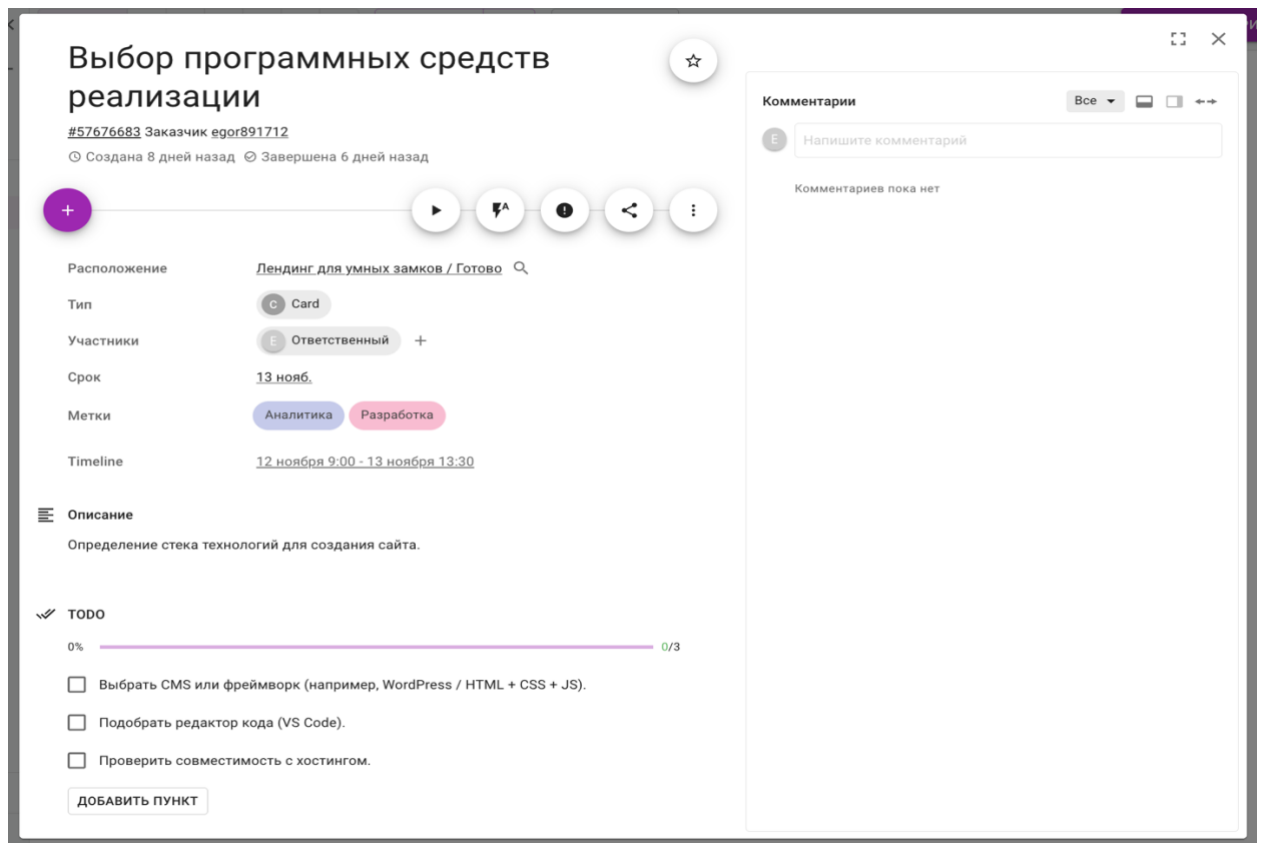 Выбор программных средств
реализации
#57676683 Заказчик egor891712
Создана 8 дней назад Завершена 6 дней назад
A
Расположение Лендинг для умных замков / Готово
Тип C Card
Участники E Ответственный +
Срок 13 нояб.
Метки Аналитика Разработка
Timeline 12 ноября 9:00 - 13 ноября 13:30
Описание
Определение стека технологий для создания сайта.
TODO
0% 0/3
Выбрать CMS или фреймворк (например, WordPress / HTML + CSS + JS).
Подобрать редактор кода (VS Code).
Проверить совместимость с хостингом.
ДОБАВИТЬ ПУНКТ
Комментарии Все
E Напишите комментарий
Комментариев пока нет